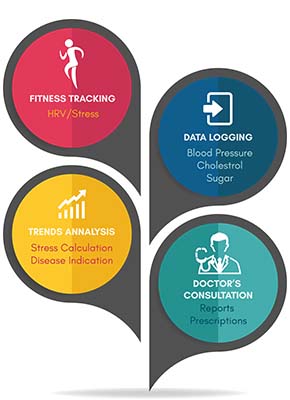 FITNESS TRACKING
HRV/Stress
DATA LOGGING
Blood Pressure
Cholestrol
Sugar
TRENDS ANNALYSIS
Stress Calculation
Disease Indication
DOCTOR'S
CONSULTATION
Reports
Prescriptions